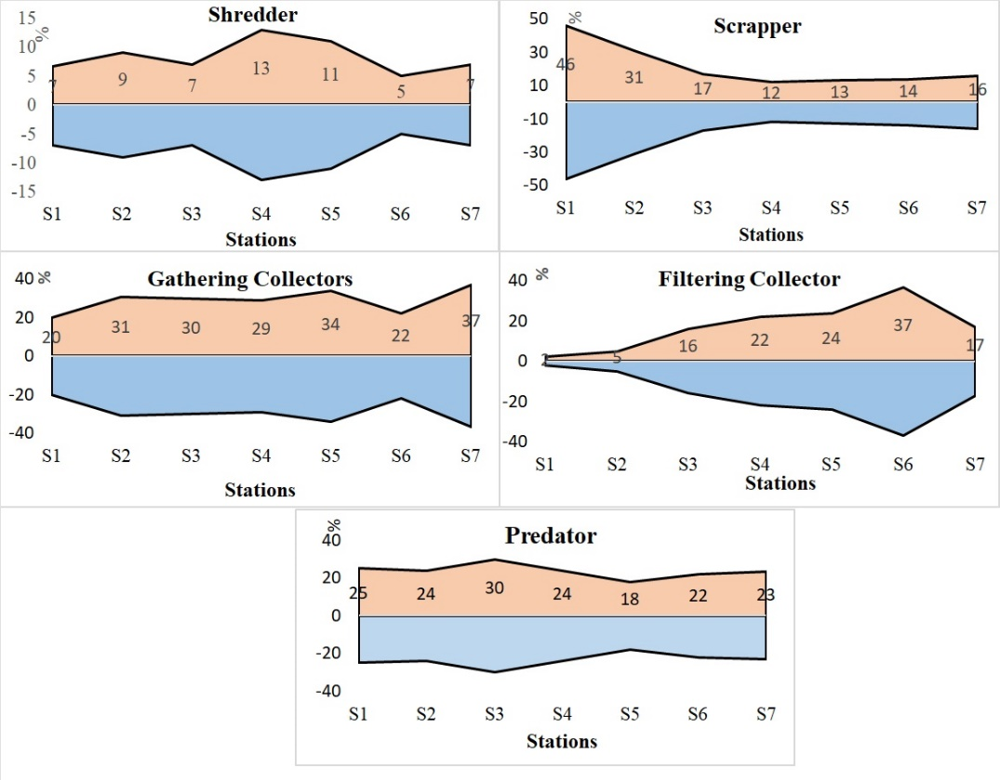 Shredder
%
15
10
5
0
-5
-10
-15
7 9 7 13 11 5 7
S1 S2 S3 S4 S5 S6 S7
Stations
Scrapper
%
50
30
10
-10
-30
-50
46 31 17 12 13 14 16
S1 S2 S3 S4 S5 S6 S7
Stations
Gathering Collectors
%
40
20
0
-20
-40
20 31 30 29 34 22 37
S1 S2 S3 S4 S5 S6 S7
Stations
Filtering Collector
%
40
20
0
-20
-40
2 5 16 22 24 37 17
S1 S2 S3 S4 S5 S6 S7
Stations
Predator
%
40
20
0
-20
-40
25 24 30 24 18 22 23
S1 S2 S3 S4 S5 S6 S7
Stations